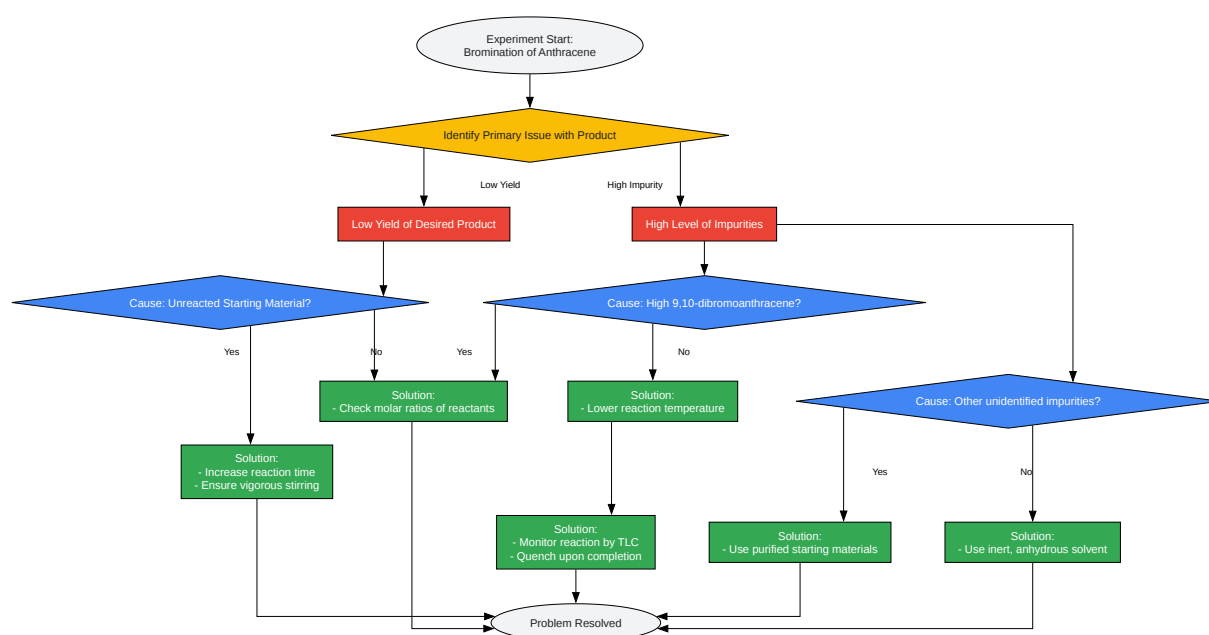 Experiment Start:
Bromination of Anthracene
Identify Primary Issue with Product
Low Yield
High Impurity
Low Yield of Desired Product
High Level of Impurities
Cause: Unreacted Starting Material?
Cause: High 9,10-dibromoanthracene?
Yes
No
Yes
No
Solution:
- Check molar ratios of reactants
Solution:
- Lower reaction temperature
Cause: Other unidentified impurities?
Solution:
- Increase reaction time
- Ensure vigorous stirring
Yes
No
Solution:
- Monitor reaction by TLC
- Quench upon completion
Solution:
- Use purified starting materials
Solution:
- Use inert, anhydrous solvent
Problem Resolved